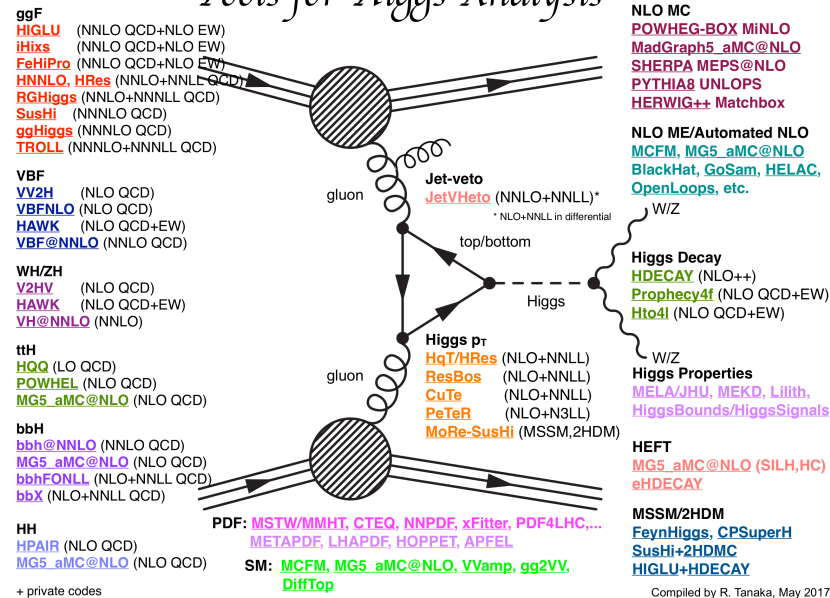 Tools for Higgs Analysis
ggF
HIGLU (NNLO QCD+NLO EW)
iHixs (NNLO QCD+NLO EW)
FeHiPro (NNLO QCD+NLO EW)
HNNLO, HRes (NNLO+NNLL QCD)
RGHiggs (NNLO+NNNLL QCD)
SusHi (NNNLO QCD)
ggHiggs (NNNLO QCD)
TROLL (NNNLO+NNNLL QCD)
VBF
VV2H (NLO QCD)
VBFNLO (NLO QCD)
HAWK (NLO QCD+EW)
VBF@NNLO (NNLO QCD)
WH/ZH
V2HV (NLO QCD)
HAWK (NLO QCD+EW)
VH@NNLO (NNLO)
ttH
HQQ (LO QCD)
POWHEL (NLO QCD)
MG5_aMC@NLO (NLO QCD)
bbH
bbh@NNLO (NNLO QCD)
MG5_aMC@NLO (NLO QCD)
bbhFONLL (NLO+NNLL QCD)
bbX (NLO+NNLL QCD)
HH
HPAIR (NLO QCD)
MG5_aMC@NLO (NLO QCD)
+ private codes
gluon
Jet-veto
JetVHeto (NNLO+NNLL)*
* NLO+NNLL in differential
top/bottom
Higgs
gluon
Higgs pT
HqT/HRes (NLO+NNLL)
ResBos (NLO+NNLL)
CuTe (NLO+NNLL)
PeTeR (NLO+N3LL)
MoRe-SusHi (MSSM,2HDM)
PDF: MSTW/MMHT, CTEQ, NNPDF, xFitter, PDF4LHC,...
METAPDF, LHAPDF, HOPPET, APFEL
SM: MCFM, MG5_aMC@NLO, VVamp, gg2VV,
DiffTop
NLO MC
POWHEG-BOX MiNLO
MadGraph5_aMC@NLO
SHERPA MEPS@NLO
PYTHIA8 UNLOPS
HERWIG++ Matchbox
NLO ME/Automated NLO
MCFM, MG5_aMC@NLO
BlackHat, GoSam, HELAC,
OpenLoops, etc.
W/Z
Higgs Decay
HDECAY (NLO++)
Prophecy4f (NLO QCD+EW)
Hto4l (NLO QCD+EW)
W/Z
Higgs Properties
MELA/JHU, MEKD, Lilith,
HiggsBounds/HiggsSignals
HEFT
MG5_aMC@NLO (SILH,HC)
eHDECAY
MSSM/2HDM
FeynHiggs, CPSuperH
SusHi+2HDMC
HIGLU+HDECAY
Compiled by R. Tanaka, May 2017